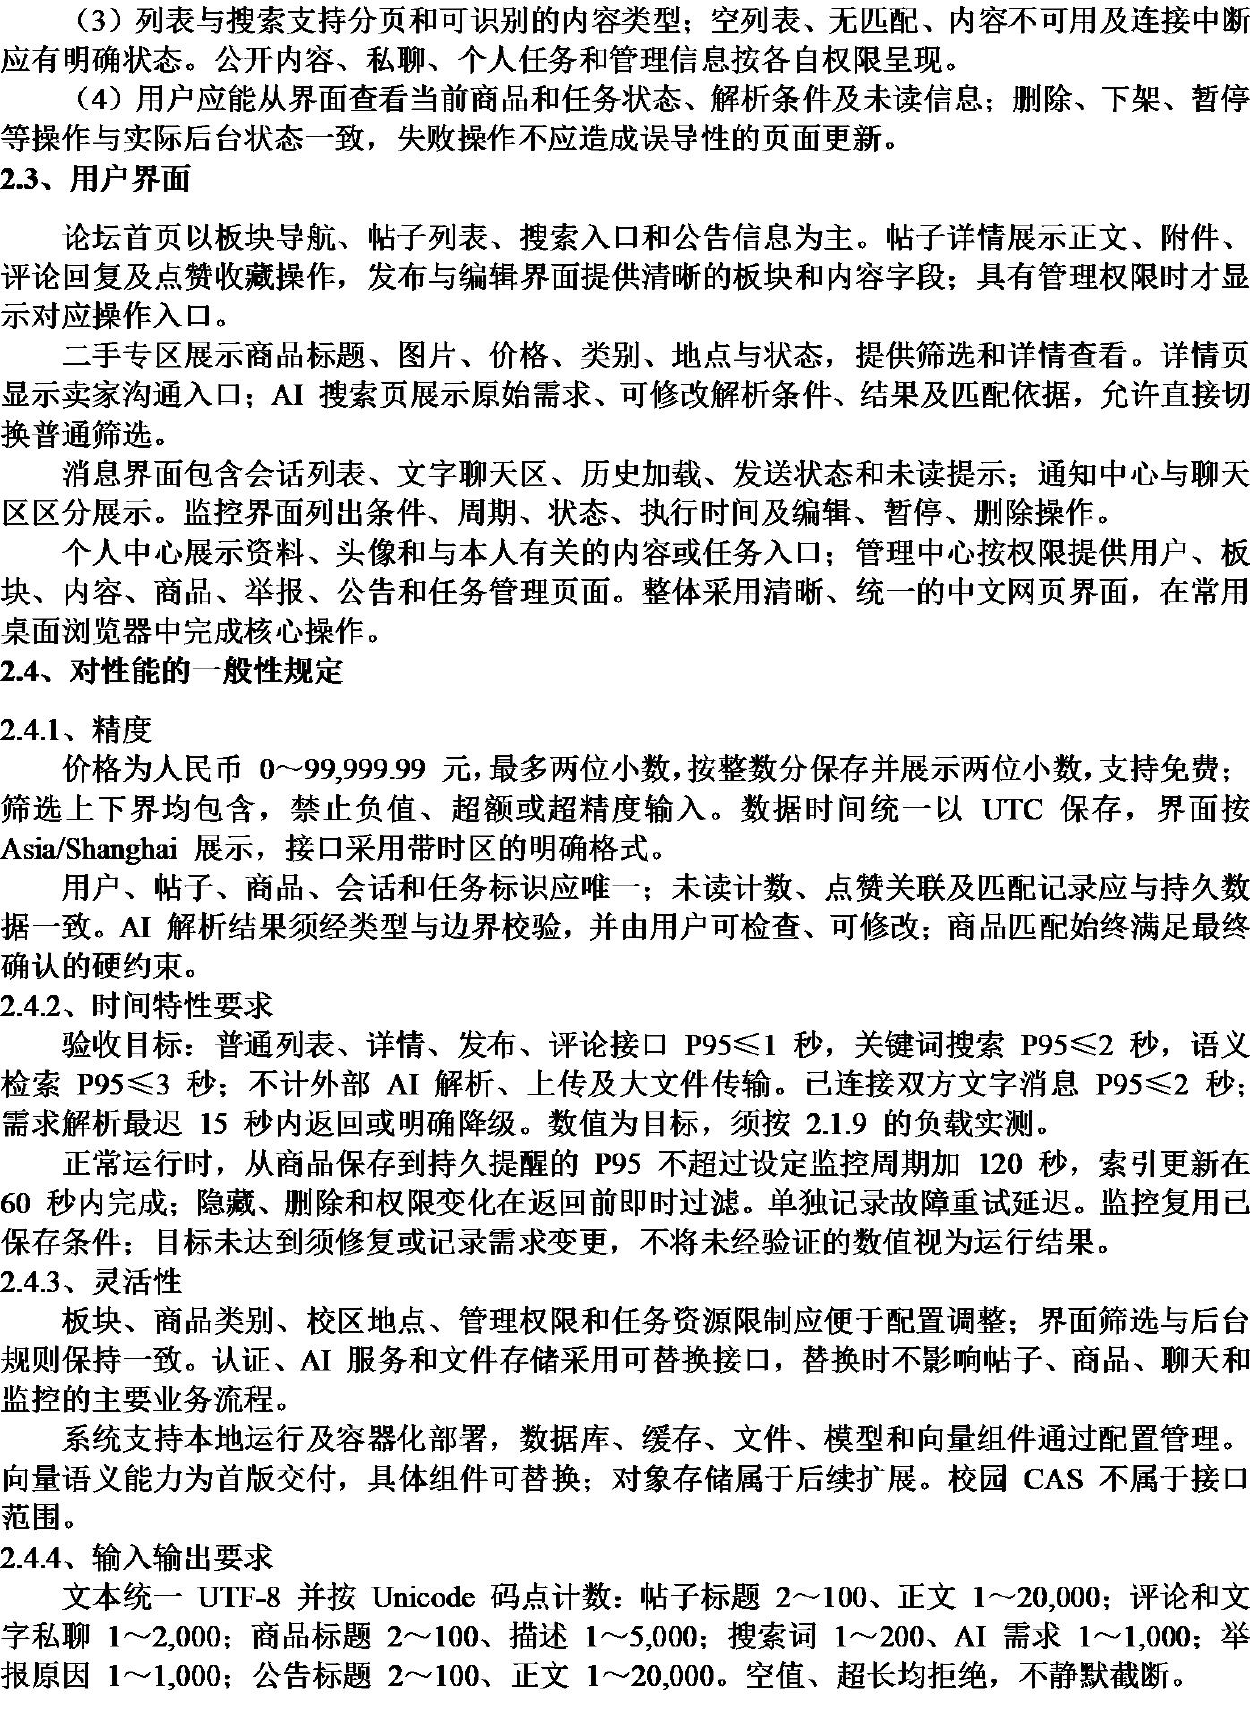 （3）列表与搜索支持分页和可识别的内容类型；空列表、无匹配、内容不可用及连接中断
应有明确状态。公开内容、私聊、个人任务和管理信息按各自权限呈现。
（4）用户应能从界面查看当前商品和任务状态、解析条件及未读信息；删除、下架、暂停
等操作与实际后台状态一致，失败操作不应造成误导性的页面更新。
2.3、用户界面
论坛首页以板块导航、帖子列表、搜索入口和公告信息为主。帖子详情展示正文、附件、
评论回复及点赞收藏操作，发布与编辑界面提供清晰的板块和内容字段；具有管理权限时才显
示对应操作入口。
二手专区展示商品标题、图片、价格、类别、地点与状态，提供筛选和详情查看。详情页
显示卖家沟通入口；AI 搜索页展示原始需求、可修改解析条件、结果及匹配依据，允许直接切
换普通筛选。
消息界面包含会话列表、文字聊天区、历史加载、发送状态和未读提示；通知中心与聊天
区区分展示。监控界面列出条件、周期、状态、执行时间及编辑、暂停、删除操作。
个人中心展示资料、头像和与本人有关的内容或任务入口；管理中心按权限提供用户、板
块、内容、商品、举报、公告和任务管理页面。整体采用清晰、统一的中文网页界面，在常用
桌面浏览器中完成核心操作。
2.4、对性能的一般性规定
2.4.1、精度
价格为人民币 0～99,999.99 元，最多两位小数，按整数分保存并展示两位小数，支持免费；
筛选上下界均包含，禁止负值、超额或超精度输入。数据时间统一以 UTC 保存，界面按
Asia/Shanghai 展示，接口采用带时区的明确格式。
用户、帖子、商品、会话和任务标识应唯一；未读计数、点赞关联及匹配记录应与持久数
据一致。AI 解析结果须经类型与边界校验，并由用户可检查、可修改；商品匹配始终满足最终
确认的硬约束。
2.4.2、时间特性要求
验收目标：普通列表、详情、发布、评论接口 P95≤1 秒，关键词搜索 P95≤2 秒，语义
检索 P95≤3 秒；不计外部 AI 解析、上传及大文件传输。已连接双方文字消息 P95≤2 秒；
需求解析最迟 15 秒内返回或明确降级。数值为目标，须按 2.1.9 的负载实测。
正常运行时，从商品保存到持久提醒的 P95 不超过设定监控周期加 120 秒，索引更新在
60 秒内完成；隐藏、删除和权限变化在返回前即时过滤。单独记录故障重试延迟。监控复用已
保存条件；目标未达到须修复或记录需求变更，不将未经验证的数值视为运行结果。
2.4.3、灵活性
板块、商品类别、校区地点、管理权限和任务资源限制应便于配置调整；界面筛选与后台
规则保持一致。认证、AI 服务和文件存储采用可替换接口，替换时不影响帖子、商品、聊天和
监控的主要业务流程。
系统支持本地运行及容器化部署，数据库、缓存、文件、模型和向量组件通过配置管理。
向量语义能力为首版交付，具体组件可替换；对象存储属于后续扩展。校园 CAS 不属于接口
范围。
2.4.4、输入输出要求
文本统一 UTF-8 并按 Unicode 码点计数：帖子标题 2～100、正文 1～20,000；评论和文
字私聊 1～2,000；商品标题 2～100、描述 1～5,000；搜索词 1～200、AI 需求 1～1,000；举
报原因 1～1,000；公告标题 2～100、正文 1～20,000。空值、超长均拒绝，不静默截断。